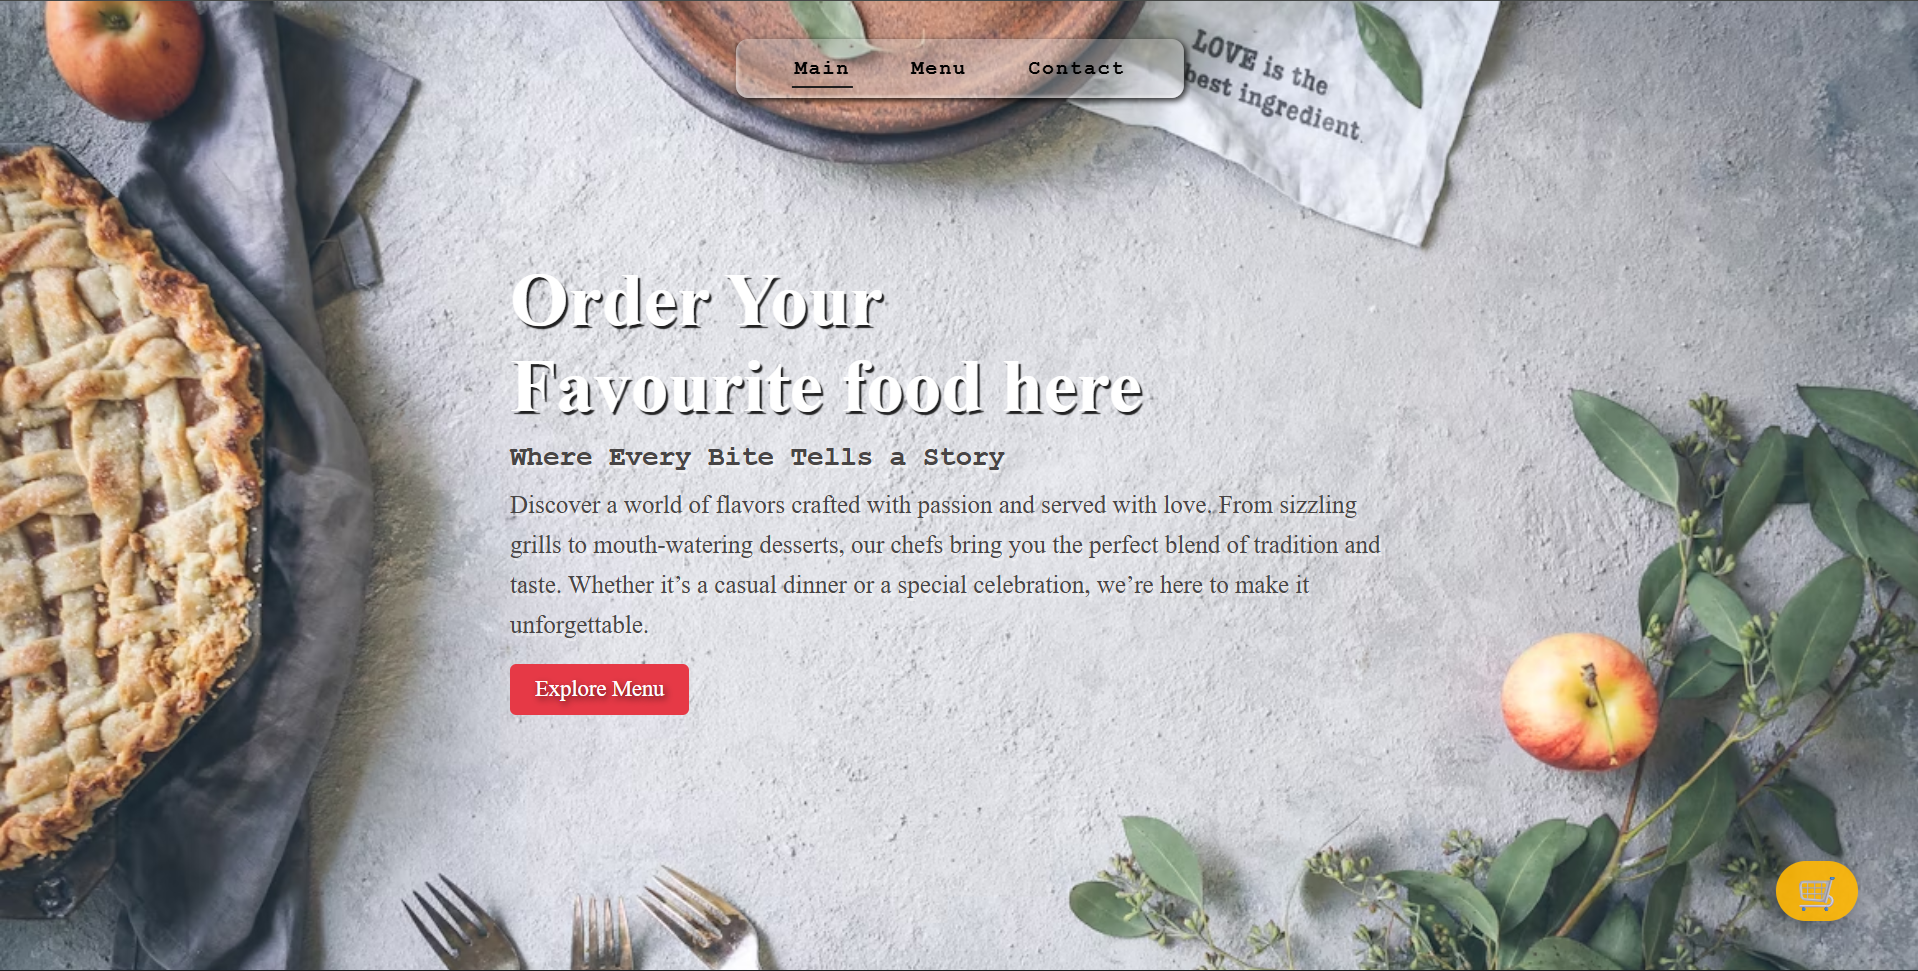 Main Menu Contact
LOVE is the
best ingredient
Order Your
Favourite food here
Where Every Bite Tells a Story
Discover a world of flavors crafted with passion and served with love. From sizzling
grills to mouth-watering desserts, our chefs bring you the perfect blend of tradition and
taste. Whether it’s a casual dinner or a special celebration, we’re here to make it
unforgettable.
Explore Menu